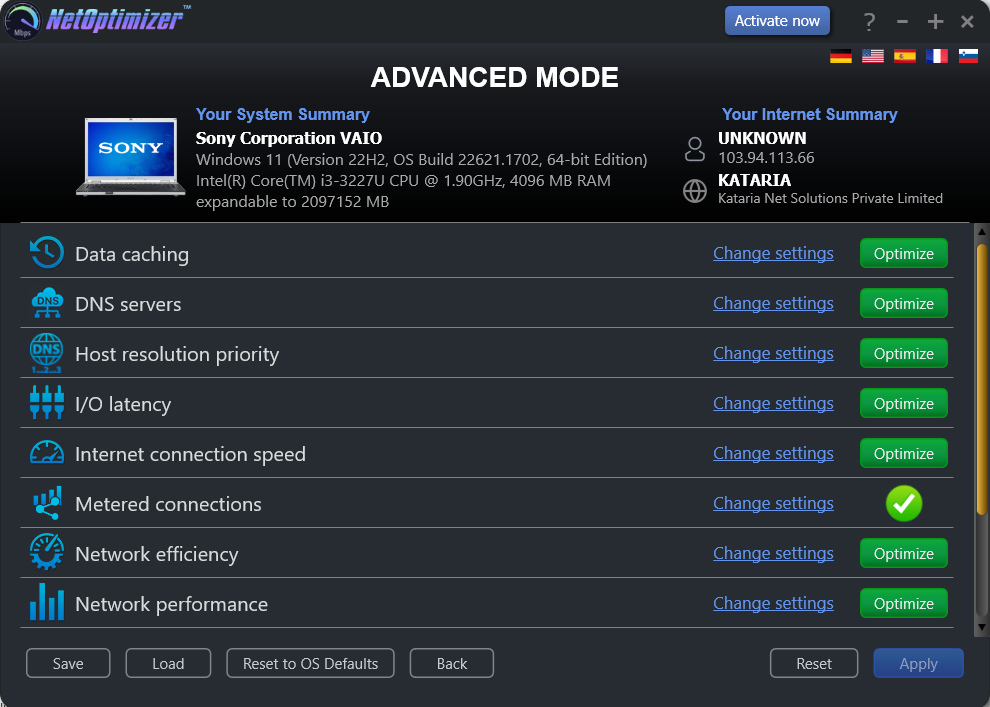 Mbps NetOptimizer™ Activate now ?
ADVANCED MODE
Your System Summary
Sony Corporation VAIO
SONY
Windows 11 (Version 22H2, OS Build 22621.1702, 64-bit Edition)
Intel(R) Core(TM) i3-3227U CPU @ 1.90GHz, 4096 MB RAM
expandable to 2097152 MB
Your Internet Summary
UNKNOWN
103.94.113.66
KATARIA
Kataria Net Solutions Private Limited
Data caching Change settings Optimize
DNS DNS servers Change settings Optimize
DNS 1..2..3 Host resolution priority Change settings Optimize
I/O latency Change settings Optimize
Internet connection speed Change settings Optimize
Metered connections Change settings
Network efficiency Change settings Optimize
Network performance Change settings Optimize
Save Load Reset to OS Defaults Back Reset Apply